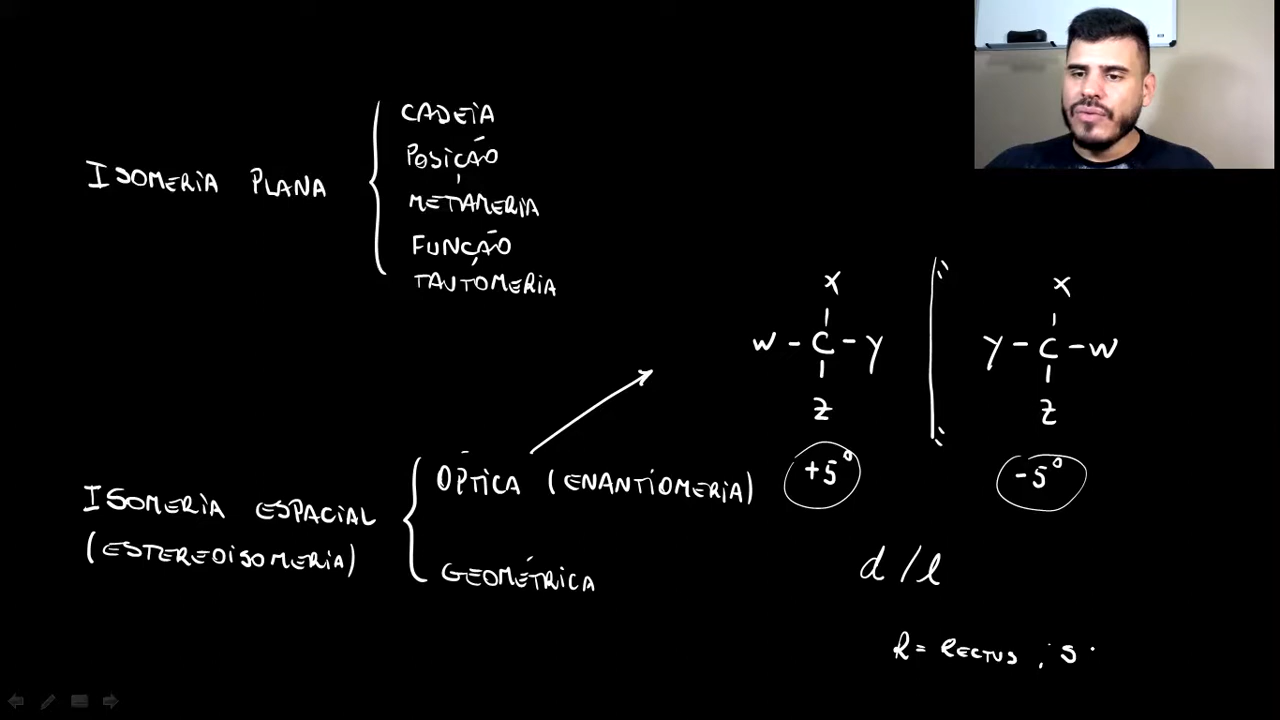 ISOMERIA PLANA
CADEIA
POSIÇÃO
METAMERIA
FUNÇÃO
TAUTOMERIA
ISOMERIA ESPACIAL
(ESTEREOISOMERIA)
ÓPTICA (ENANTIOMERIA)
GEOMÉTRICA
X X
W - C - Y Y - C - W
Z Z
+5° -5°
d / l
R = RECTUS , S